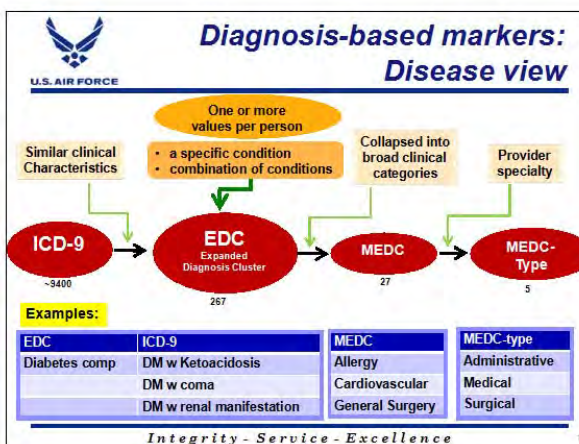 Diagnosis-based markers:
Disease view
U.S. AIR FORCE
One or more
values per person
Similar clinical
Characteristics
• a specific condition
• combination of conditions
Collapsed into
broad clinical
categories
Provider
specialty
ICD-9
~9400
EDC
Expanded
Diagnosis Cluster
267
MEDC
27
MEDC-
Type
5
Examples:
EDC ICD-9
Diabetes comp DM w Ketoacidosis
DM w coma
DM w renal manifestation
MEDC
Allergy
Cardiovascular
General Surgery
MEDC-type
Administrative
Medical
Surgical
Integrity - Service - Excellence